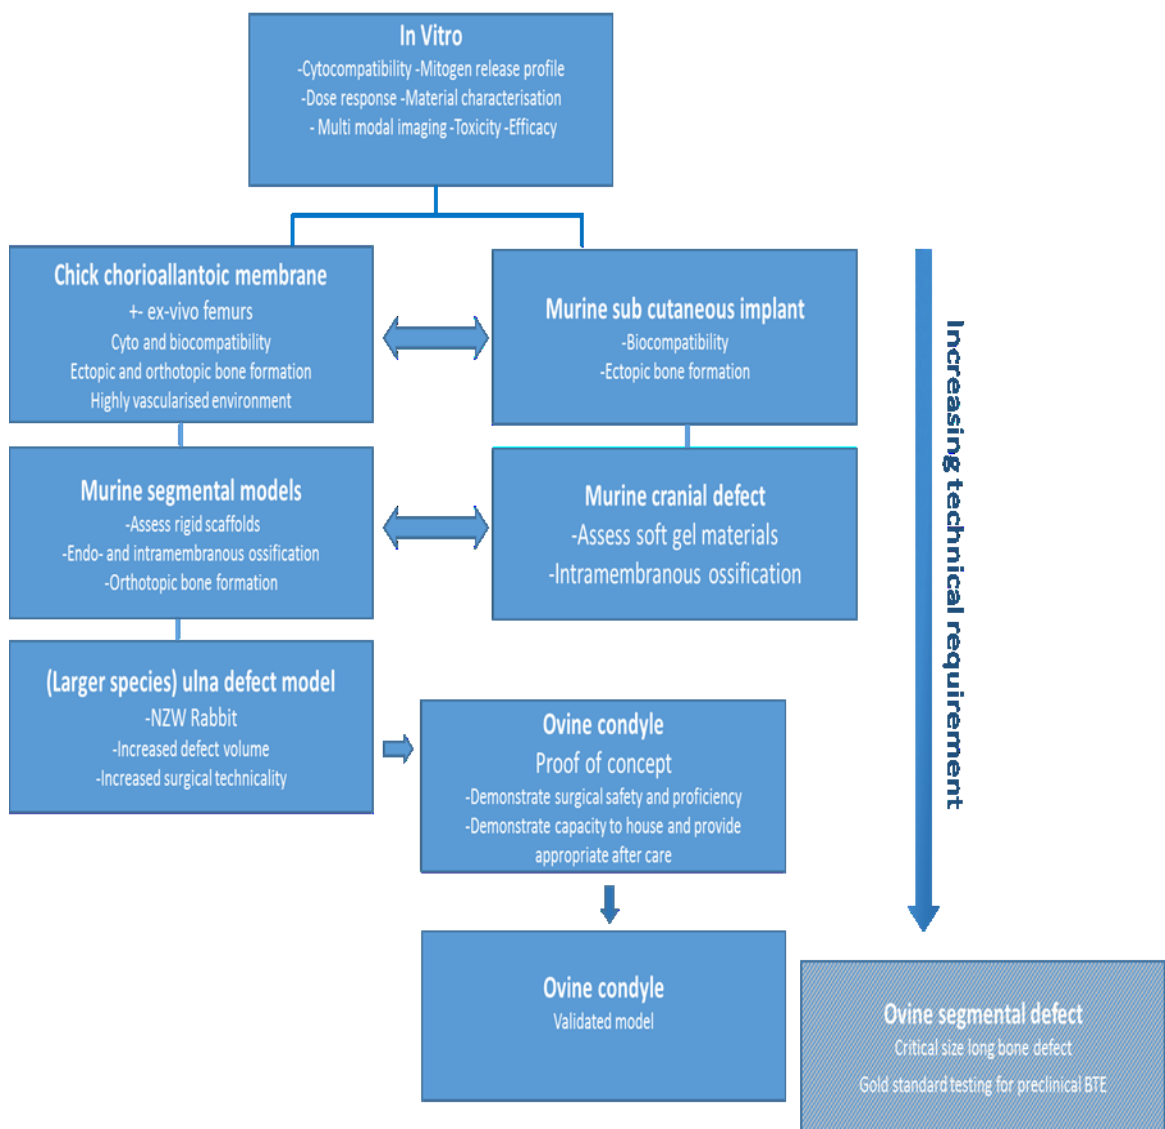 In Vitro
-Cytocompatibility -Mitogen release profile
-Dose response -Material characterisation
- Multi modal imaging -Toxicity -Efficacy
Chick chorioallantoic membrane
+- ex-vivo femurs
Cyto and biocompatibility
Ectopic and orthotopic bone formation
Highly vascularised environment
Murine sub cutaneous implant
-Biocompatibility
-Ectopic bone formation
Murine segmental models
-Assess rigid scaffolds
-Endo- and intramembranous ossification
-Orthotopic bone formation
Murine cranial defect
-Assess soft gel materials
-Intramembranous ossification
(Larger species) ulna defect model
-NZW Rabbit
-Increased defect volume
-Increased surgical technicality
Ovine condyle
Proof of concept
-Demonstrate surgical safety and proficiency
-Demonstrate capacity to house and provide
appropriate after care
Ovine condyle
Validated model
Increasing technical requirement
Ovine segmental defect
Critical size long bone defect
Gold standard testing for preclinical BTE